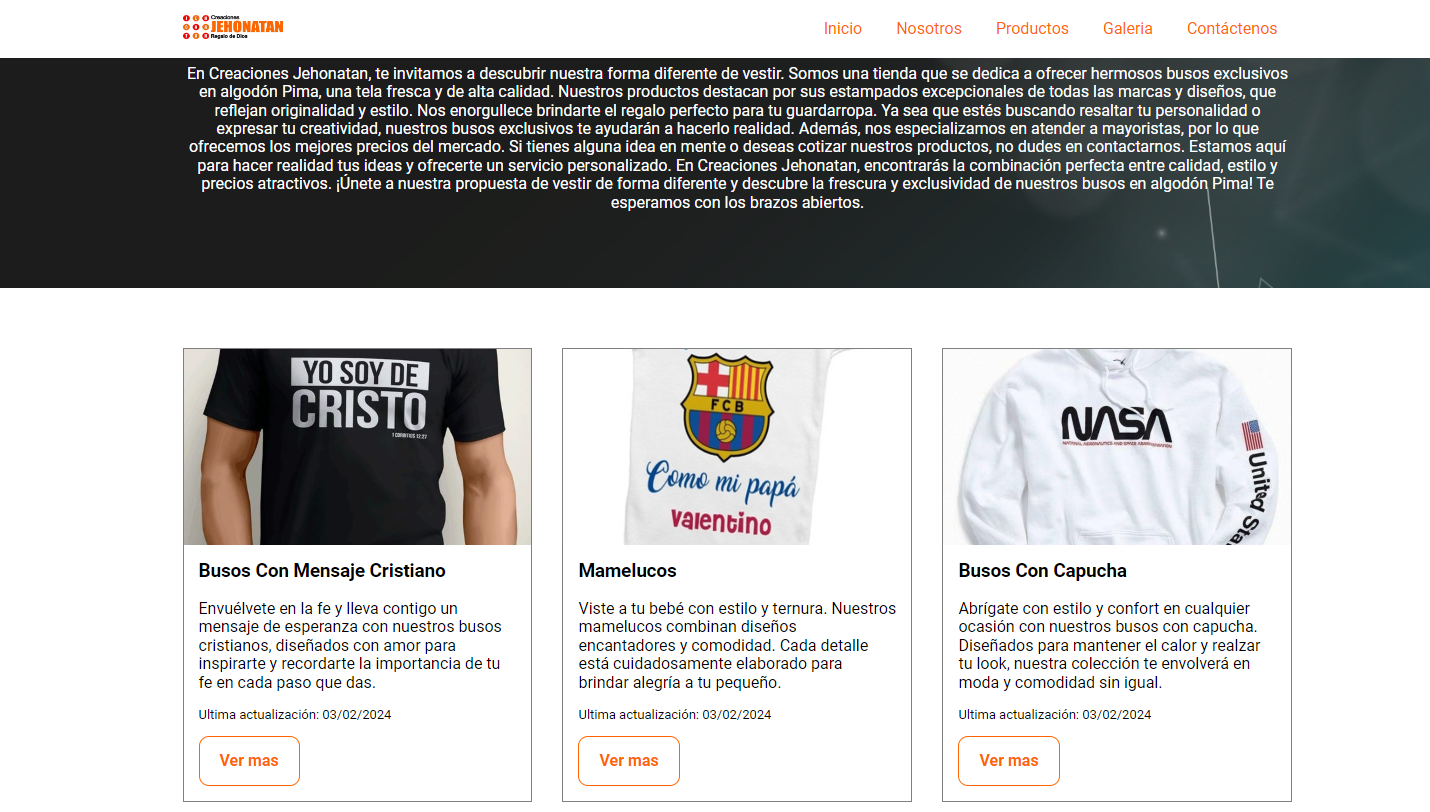 Creaciones
JEHONATAN
Regalo de Dios
Inicio Nosotros Productos Galeria Contáctenos
En Creaciones Jehonatan, te invitamos a descubrir nuestra forma diferente de vestir. Somos una tienda que se dedica a ofrecer hermosos busos exclusivos
en algodón Pima, una tela fresca y de alta calidad. Nuestros productos destacan por sus estampados excepcionales de todas las marcas y diseños, que
reflejan originalidad y estilo. Nos enorgullece brindarte el regalo perfecto para tu guardarropa. Ya sea que estés buscando resaltar tu personalidad o
expresar tu creatividad, nuestros busos exclusivos te ayudarán a hacerlo realidad. Además, nos especializamos en atender a mayoristas, por lo que
ofrecemos los mejores precios del mercado. Si tienes alguna idea en mente o deseas cotizar nuestros productos, no dudes en contactarnos. Estamos aquí
para hacer realidad tus ideas y ofrecerte un servicio personalizado. En Creaciones Jehonatan, encontrarás la combinación perfecta entre calidad, estilo y
precios atractivos. ¡Únete a nuestra propuesta de vestir de forma diferente y descubre la frescura y exclusividad de nuestros busos en algodón Pima! Te
esperamos con los brazos abiertos.
YO SOY DE
CRISTO
1 CORINTIOS 12:27
Busos Con Mensaje Cristiano
Envuélvete en la fe y lleva contigo un
mensaje de esperanza con nuestros busos
cristianos, diseñados con amor para
inspirarte y recordarte la importancia de tu
fe en cada paso que das.
Ultima actualización: 03/02/2024
Ver mas
FCB
Como mi papá
Valentino
Mamelucos
Viste a tu bebé con estilo y ternura. Nuestros
mamelucos combinan diseños
encantadores y comodidad. Cada detalle
está cuidadosamente elaborado para
brindar alegría a tu pequeño.
Ultima actualización: 03/02/2024
Ver mas
NASA
NATIONAL AERONAUTICS AND SPACE ADMINISTRATION
United Sta
Busos Con Capucha
Abrígate con estilo y confort en cualquier
ocasión con nuestros busos con capucha.
Diseñados para mantener el calor y realzar
tu look, nuestra colección te envolverá en
moda y comodidad sin igual.
Ultima actualización: 03/02/2024
Ver mas